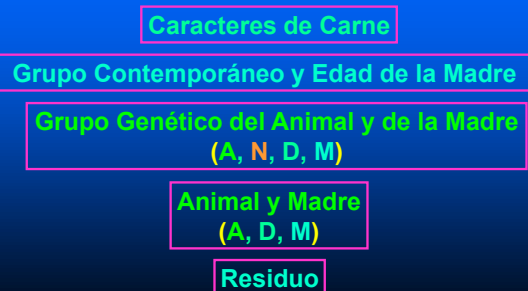 Caracteres de Carne
Grupo Contemporáneo y Edad de la Madre
Grupo Genético del Animal y de la Madre
(A, N, D, M)
Animal y Madre
(A, D, M)
Residuo